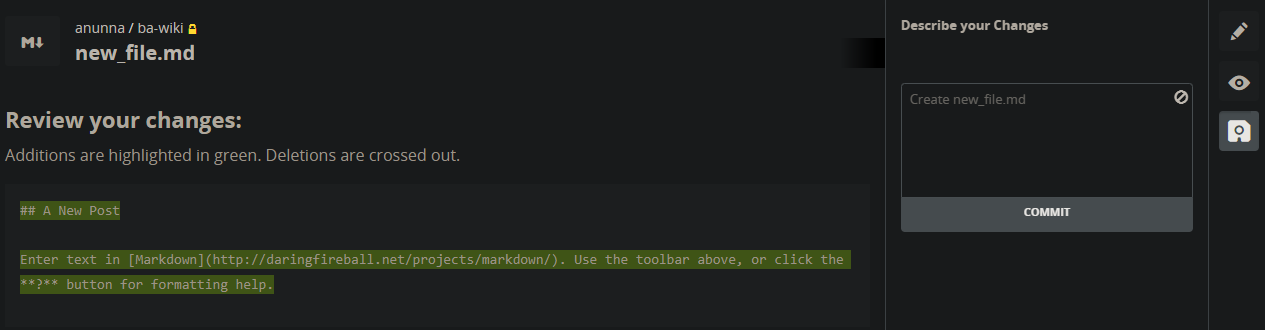 M↓
anunna / ba-wiki
new_file.md
Review your changes:
Additions are highlighted in green. Deletions are crossed out.
## A New Post
Enter text in [Markdown](http://daringfireball.net/projects/markdown/). Use the toolbar above, or click the
**?** button for formatting help.
Describe your Changes
Create new_file.md
COMMIT